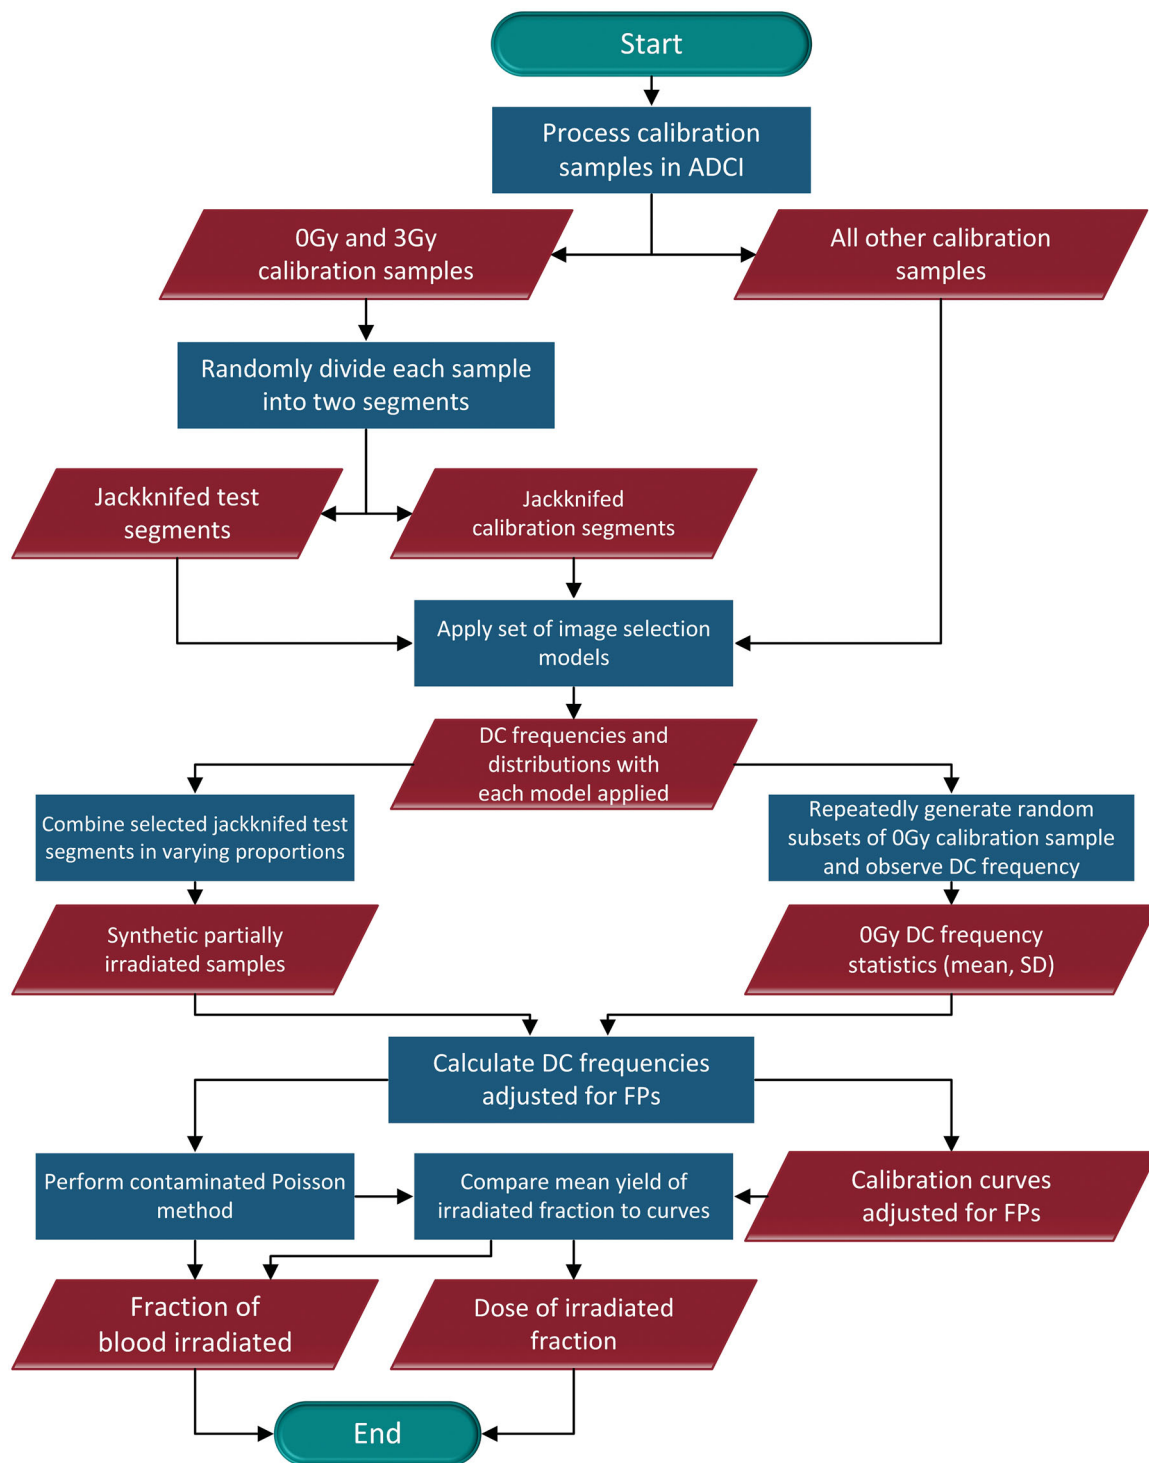 Start
Process calibration
samples in ADCI
0Gy and 3Gy
calibration samples
All other calibration
samples
Randomly divide each sample
into two segments
Jackknifed test
segments
Jackknifed
calibration segments
Apply set of image selection
models
DC frequencies and
distributions with
each model applied
Combine selected jackknifed test
segments in varying proportions
Repeatedly generate random
subsets of 0Gy calibration sample
and observe DC frequency
Synthetic partially
irradiated samples
0Gy DC frequency
statistics (mean, SD)
Calculate DC frequencies
adjusted for FPs
Perform contaminated Poisson
method
Compare mean yield of
irradiated fraction to curves
Calibration curves
adjusted for FPs
Fraction of
blood irradiated
Dose of irradiated
fraction
End